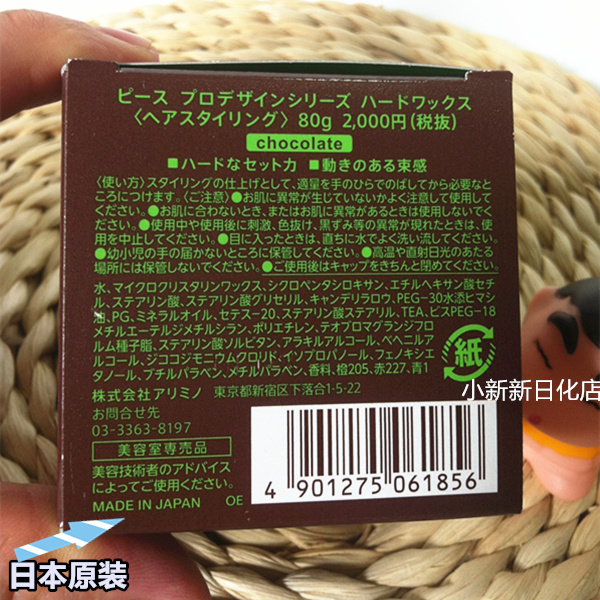 ピース プロデザインシリーズ ハードワックス
〈ヘアスタイリング〉 80g 2,000円(税抜)
chocolate
■ハードなセット力 ■動きのある束感
〈使い方〉スタイリングの仕上げとして、適量を手のひらでのばしてから必要なと
ころにつけます。〈ご注意〉●お肌に異常が生じていないかよく注意して使用して
ください。●お肌に合わないとき、またはお肌に異常があるときは使用しないでく
ださい。●使用中や使用後に刺激、色抜け、黒ずみ等の異常が現れたときは、使
用を中止してください。●目に入ったときは、直ちに水でよく洗い流してください。
●幼小児の手の届かないところに保管してください。●高温や直射日光のあたる
場所には保管しないでください。●ご使用後はキャップをきちんと閉めてください。
水、マイクロクリスタリンワックス、シクロペンタシロキサン、エチルヘキサン酸セチ
ル、ステアリン酸、ステアリン酸グリセリル、キャンデリラロウ、PEG-30水添ヒマシ
油、PG、ミネラルオイル、セテス-20、ステアリン酸ステアリル、TEA、ビスPEG-18
メチルエーテルジメチルシラン、ポリエチレン、テオブロマグランジフロ
ルム種子脂、ステアリン酸ソルビタン、アラキルアルコール、ベヘニルア
ルコール、ジココジモニウムクロリド、イソプロパノール、フェノキシエ
タノール、ブチルパラベン、メチルパラベン、香料、橙205、赤227、青1
紙
株式会社アリミノ 東京都新宿区下落合1-5-22
お問合せ先
03-3363-8197
美容室専売品
美容技術者のアドバイス
によってご使用ください。
MADE IN JAPAN OE
4 901275 061856
小新新日化店
日本原装